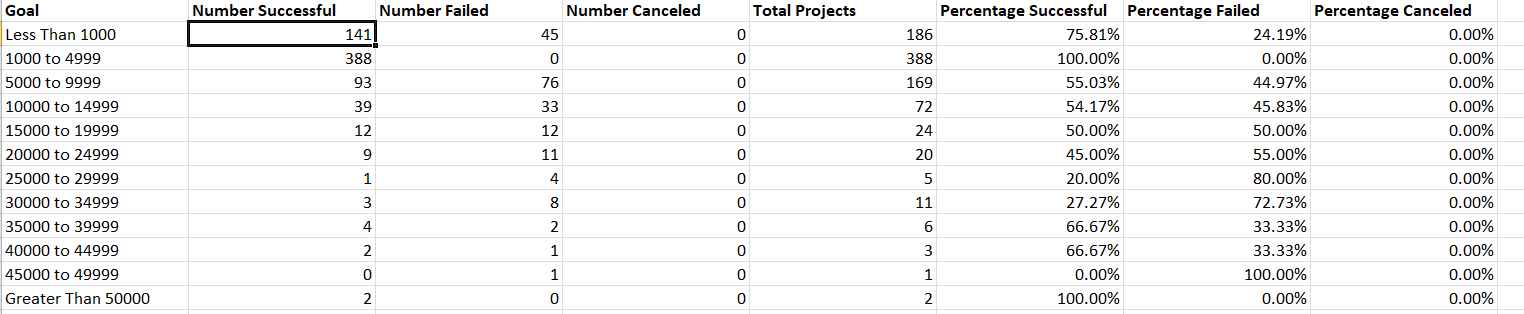 Goal Number Successful Number Failed Number Canceled Total Projects Percentage Successful Percentage Failed Percentage Canceled
Less Than 1000 141 45 0 186 75.81% 24.19% 0.00%
1000 to 4999 388 0 0 388 100.00% 0.00% 0.00%
5000 to 9999 93 76 0 169 55.03% 44.97% 0.00%
10000 to 14999 39 33 0 72 54.17% 45.83% 0.00%
15000 to 19999 12 12 0 24 50.00% 50.00% 0.00%
20000 to 24999 9 11 0 20 45.00% 55.00% 0.00%
25000 to 29999 1 4 0 5 20.00% 80.00% 0.00%
30000 to 34999 3 8 0 11 27.27% 72.73% 0.00%
35000 to 39999 4 2 0 6 66.67% 33.33% 0.00%
40000 to 44999 2 1 0 3 66.67% 33.33% 0.00%
45000 to 49999 0 1 0 1 0.00% 100.00% 0.00%
Greater Than 50000 2 0 0 2 100.00% 0.00% 0.00%